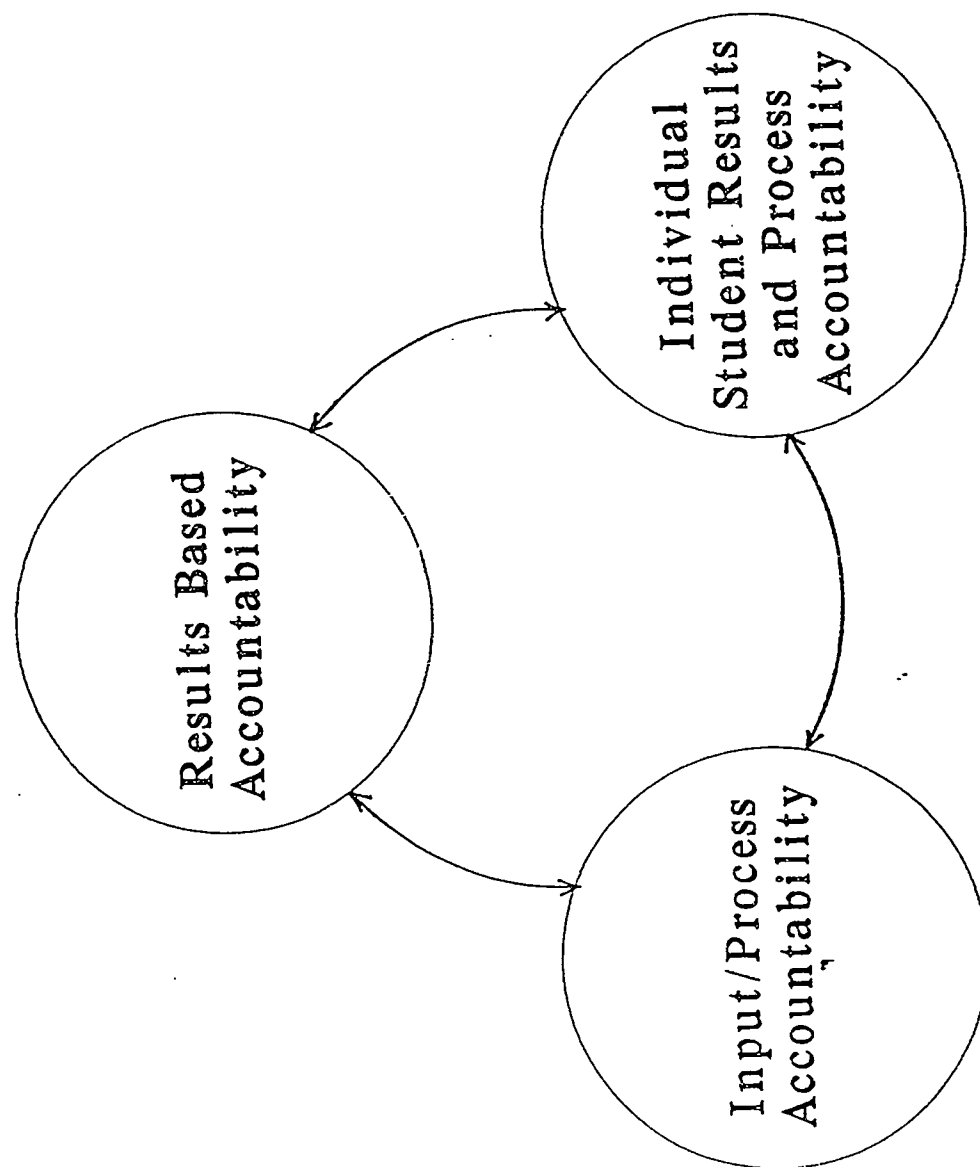 Results Based
Accountability
Input/Process
Accountability
Individual
Student Results
and Process
Accountability